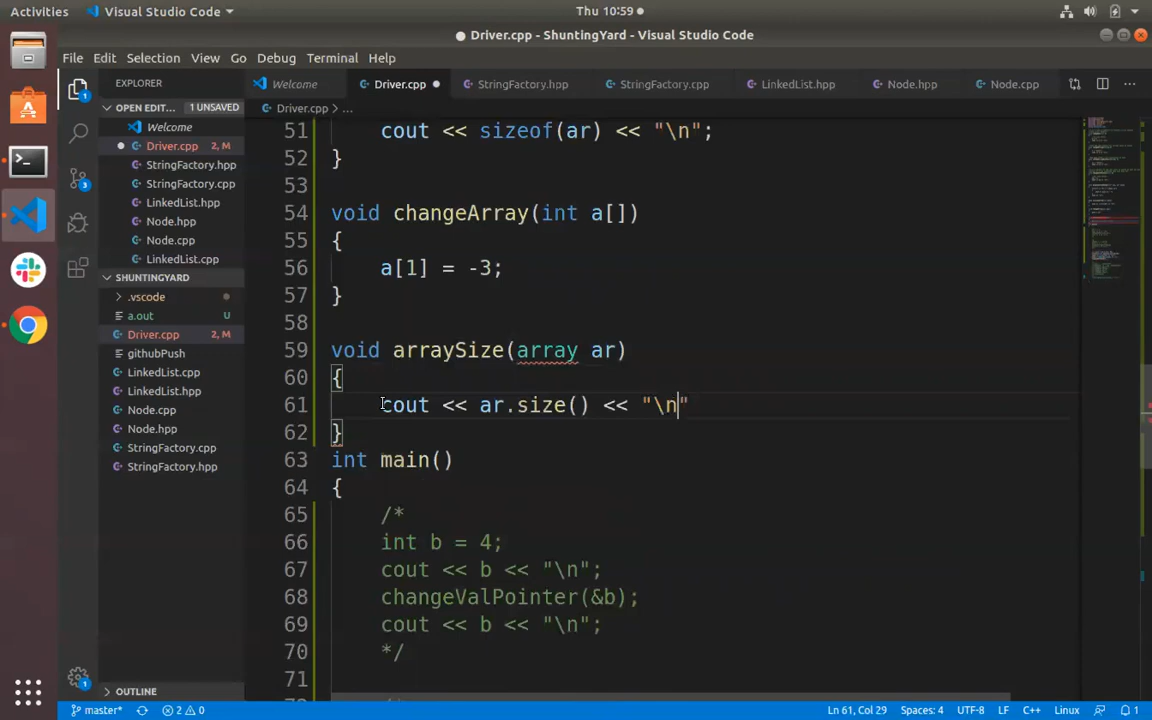 Activities Visual Studio Code Thu 10:59
Driver.cpp - ShuntingYard - Visual Studio Code
File Edit Selection View Go Debug Terminal Help
EXPLORER Welcome Driver.cpp StringFactory.hpp StringFactory.cpp LinkedList.hpp Node.hpp Node.cpp
OPEN EDIT... 1 UNSAVED Driver.cpp > ...
Welcome
Driver.cpp 2, M
StringFactory.hpp
StringFactory.cpp
LinkedList.hpp
Node.hpp
Node.cpp
LinkedList.cpp
SHUNTINGYARD
.vscode
a.out U
Driver.cpp 2, M
githubPush
LinkedList.cpp
LinkedList.hpp
Node.cpp
Node.hpp
StringFactory.cpp
StringFactory.hpp
OUTLINE
51 cout << sizeof(ar) << "\n";
52 }
53
54 void changeArray(int a[])
55 {
56 a[1] = -3;
57 }
58
59 void arraySize(array ar)
60 {
61 cout << ar.size() << "\n"
62 }
63 int main()
64 {
65 /*
66 int b = 4;
67 cout << b << "\n";
68 changeValPointer(&b);
69 cout << b << "\n";
70 */
71
1
3
1
master* 2 0 Ln 61, Col 29 Spaces: 4 UTF-8 LF C++ Linux 1